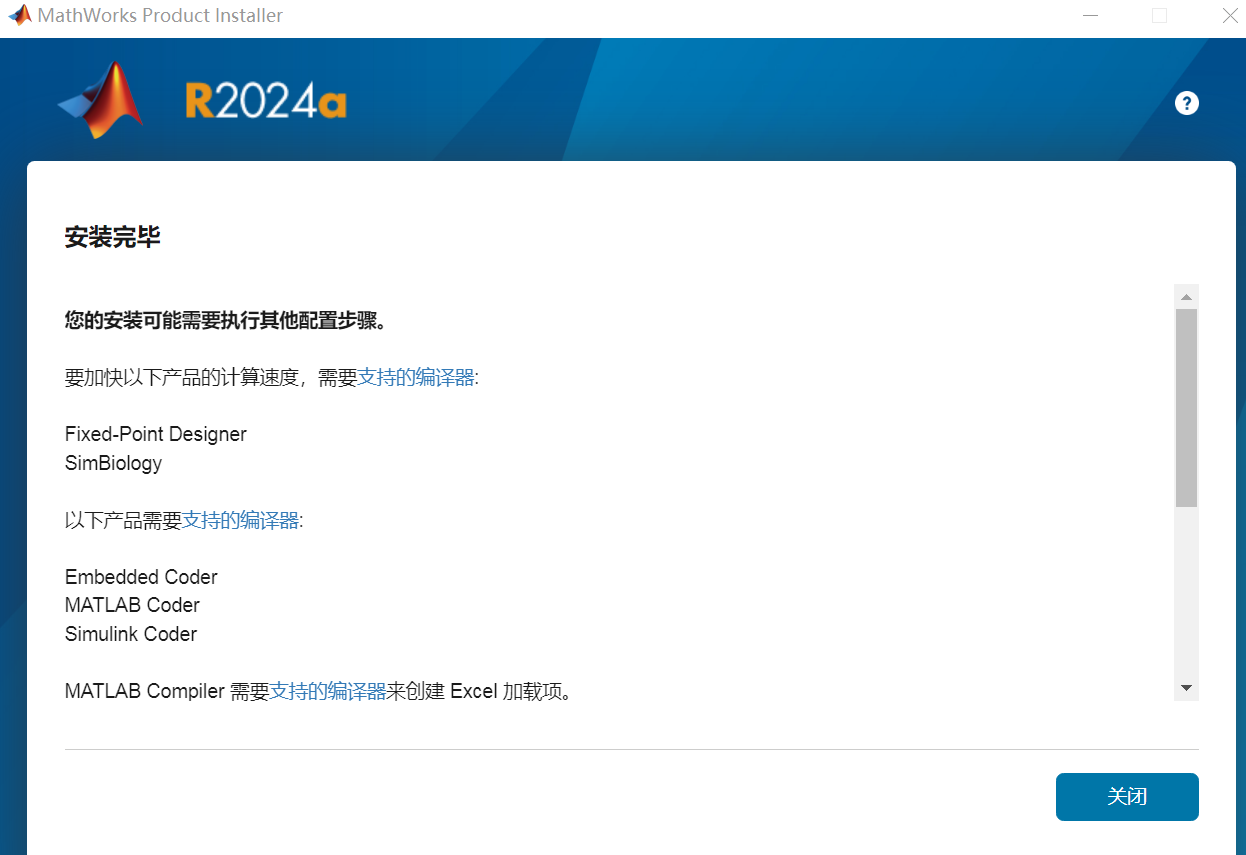 MathWorks Product Installer
R2024a
?
安装完毕
您的安装可能需要执行其他配置步骤。
要加快以下产品的计算速度，需要支持的编译器:
Fixed-Point Designer
SimBiology
以下产品需要支持的编译器:
Embedded Coder
MATLAB Coder
Simulink Coder
MATLAB Compiler 需要支持的编译器来创建 Excel 加载项。
关闭